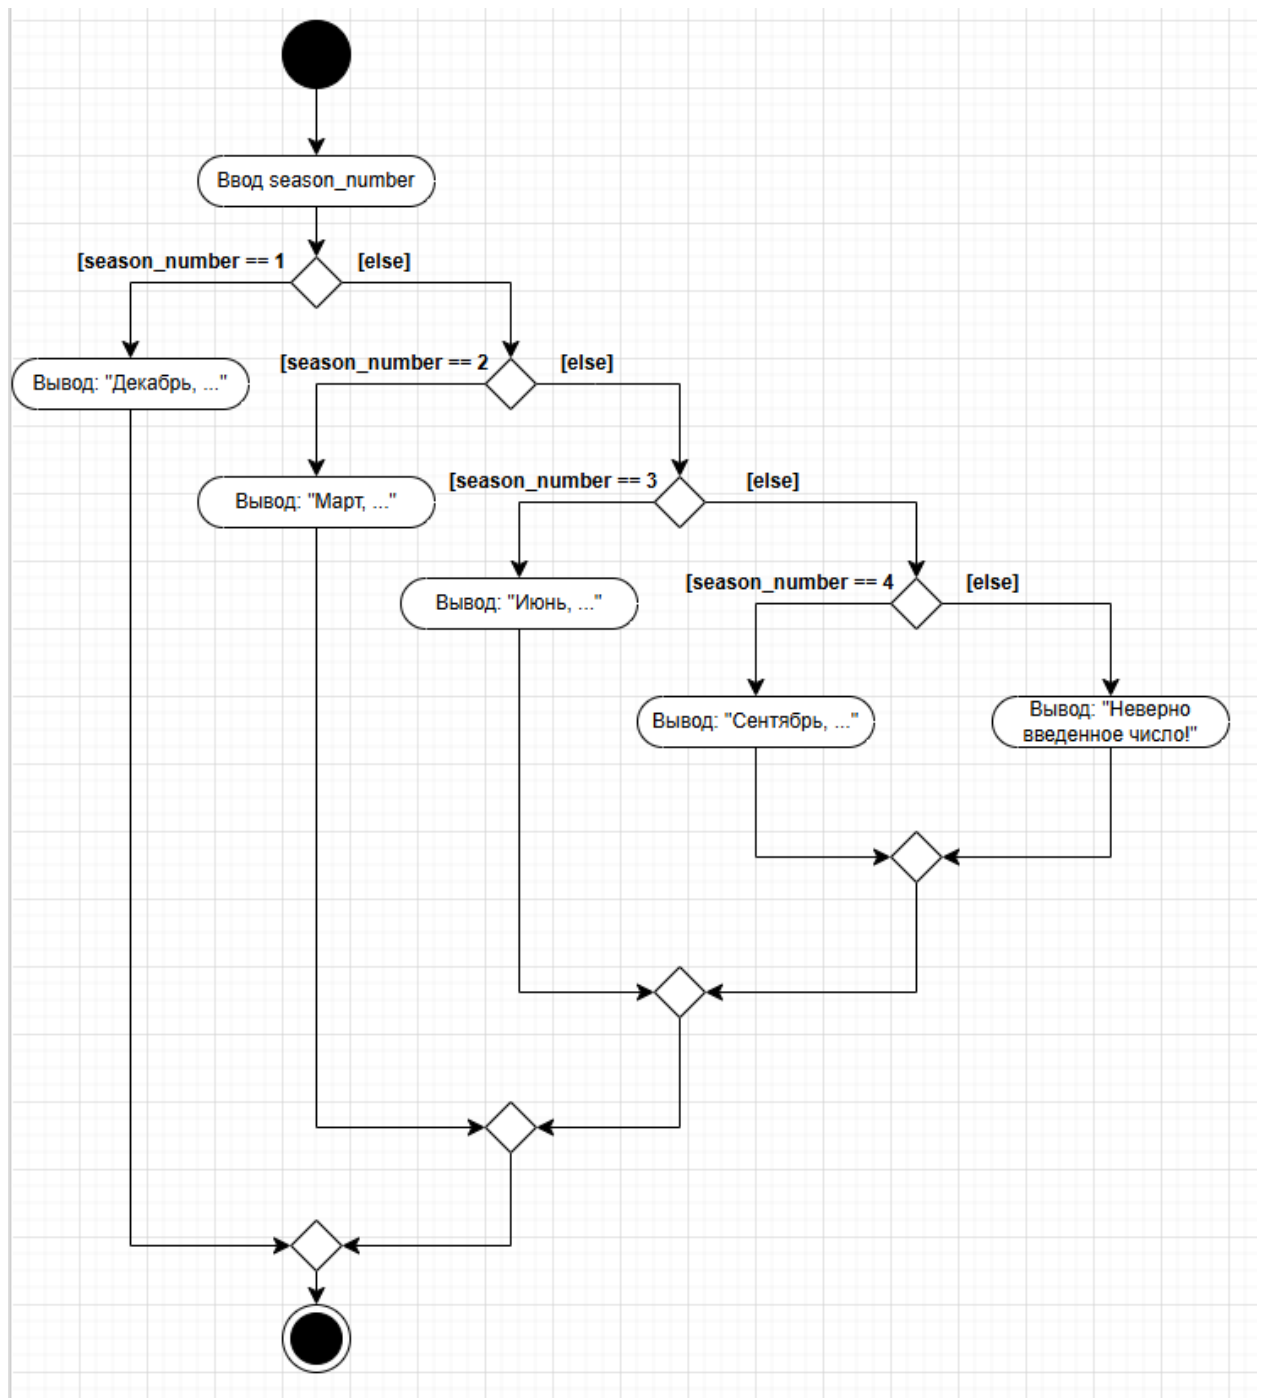 Ввод season_number
[season_number == 1
[else]
[season_number == 2
[else]
Вывод: "Декабрь, ..."
[season_number == 3
[else]
Вывод: "Март, ..."
[season_number == 4
[else]
Вывод: "Июнь, ..."
Вывод: "Сентябрь, ..."
Вывод: "Неверно
введенное число!"